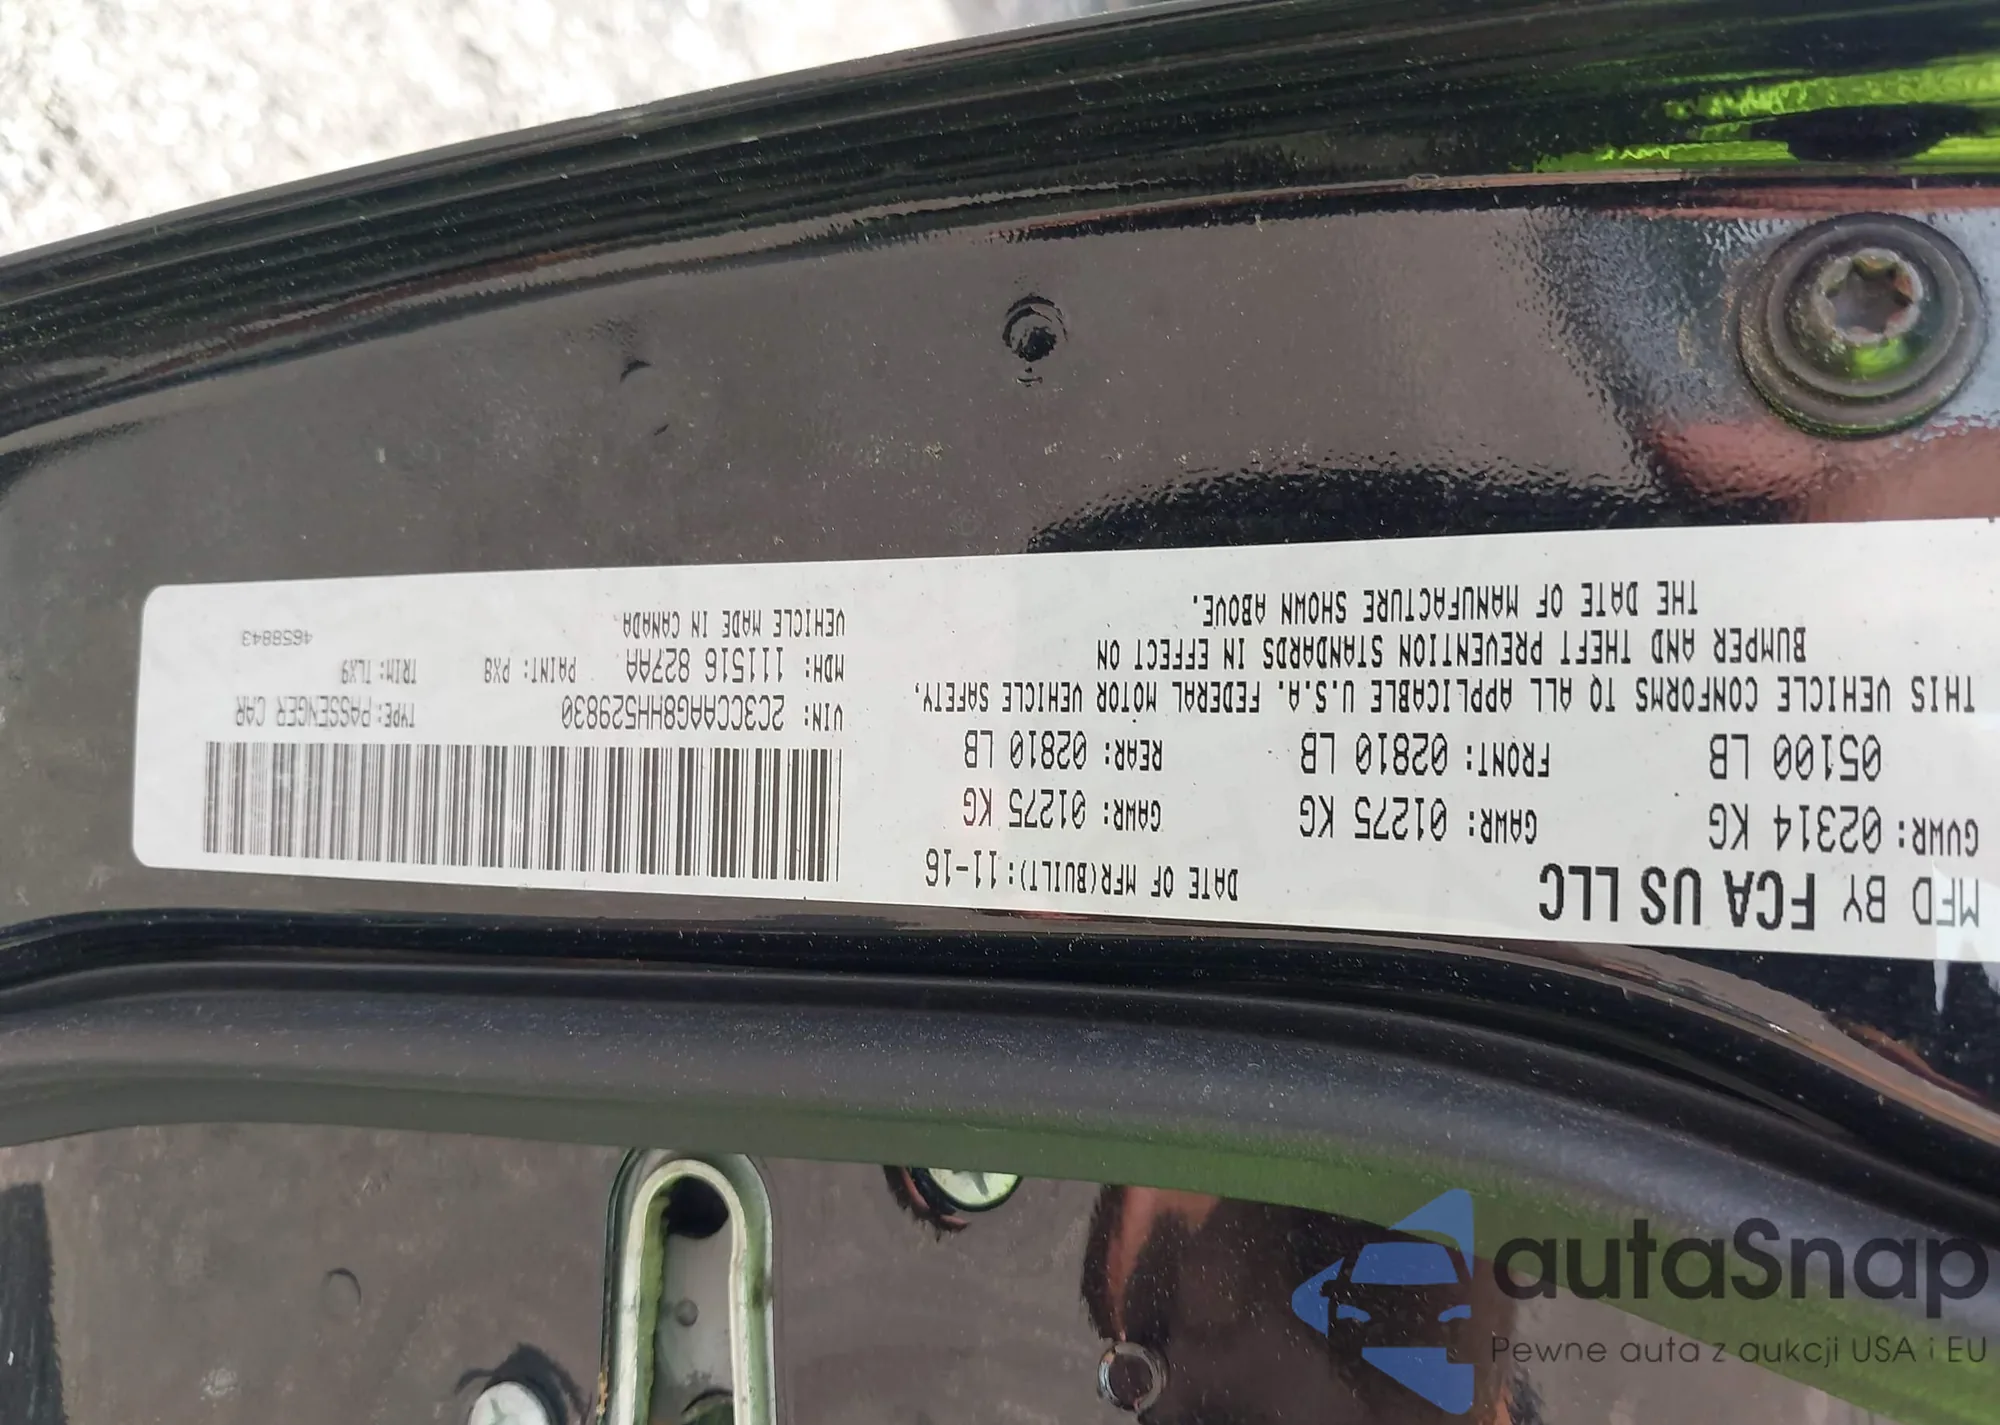 MFD BY FCA US LLC
DATE OF MFR(BUILT):11-16
GVWR: 02314 KG
GAWR: 01275 KG
GAWR: 01275 KG
05100 LB
FRONT: 02810 LB
REAR: 02810 LB
THIS VEHICLE CONFORMS TO ALL APPLICABLE U.S.A. FEDERAL MOTOR VEHICLE SAFETY,
BUMPER AND THEFT PREVENTION STANDARDS IN EFFECT ON
THE DATE OF MANUFACTURE SHOWN ABOVE.
VIN: 2C3CCAAG8HH529830
TYPE: PASSENGER CAR
MDH: 111516 827AA
PAINT: PX8
TRIM: TLX9
VEHICLE MADE IN CANADA.
4658843
autaSnap
Pewne auta z aukcji USA i EU